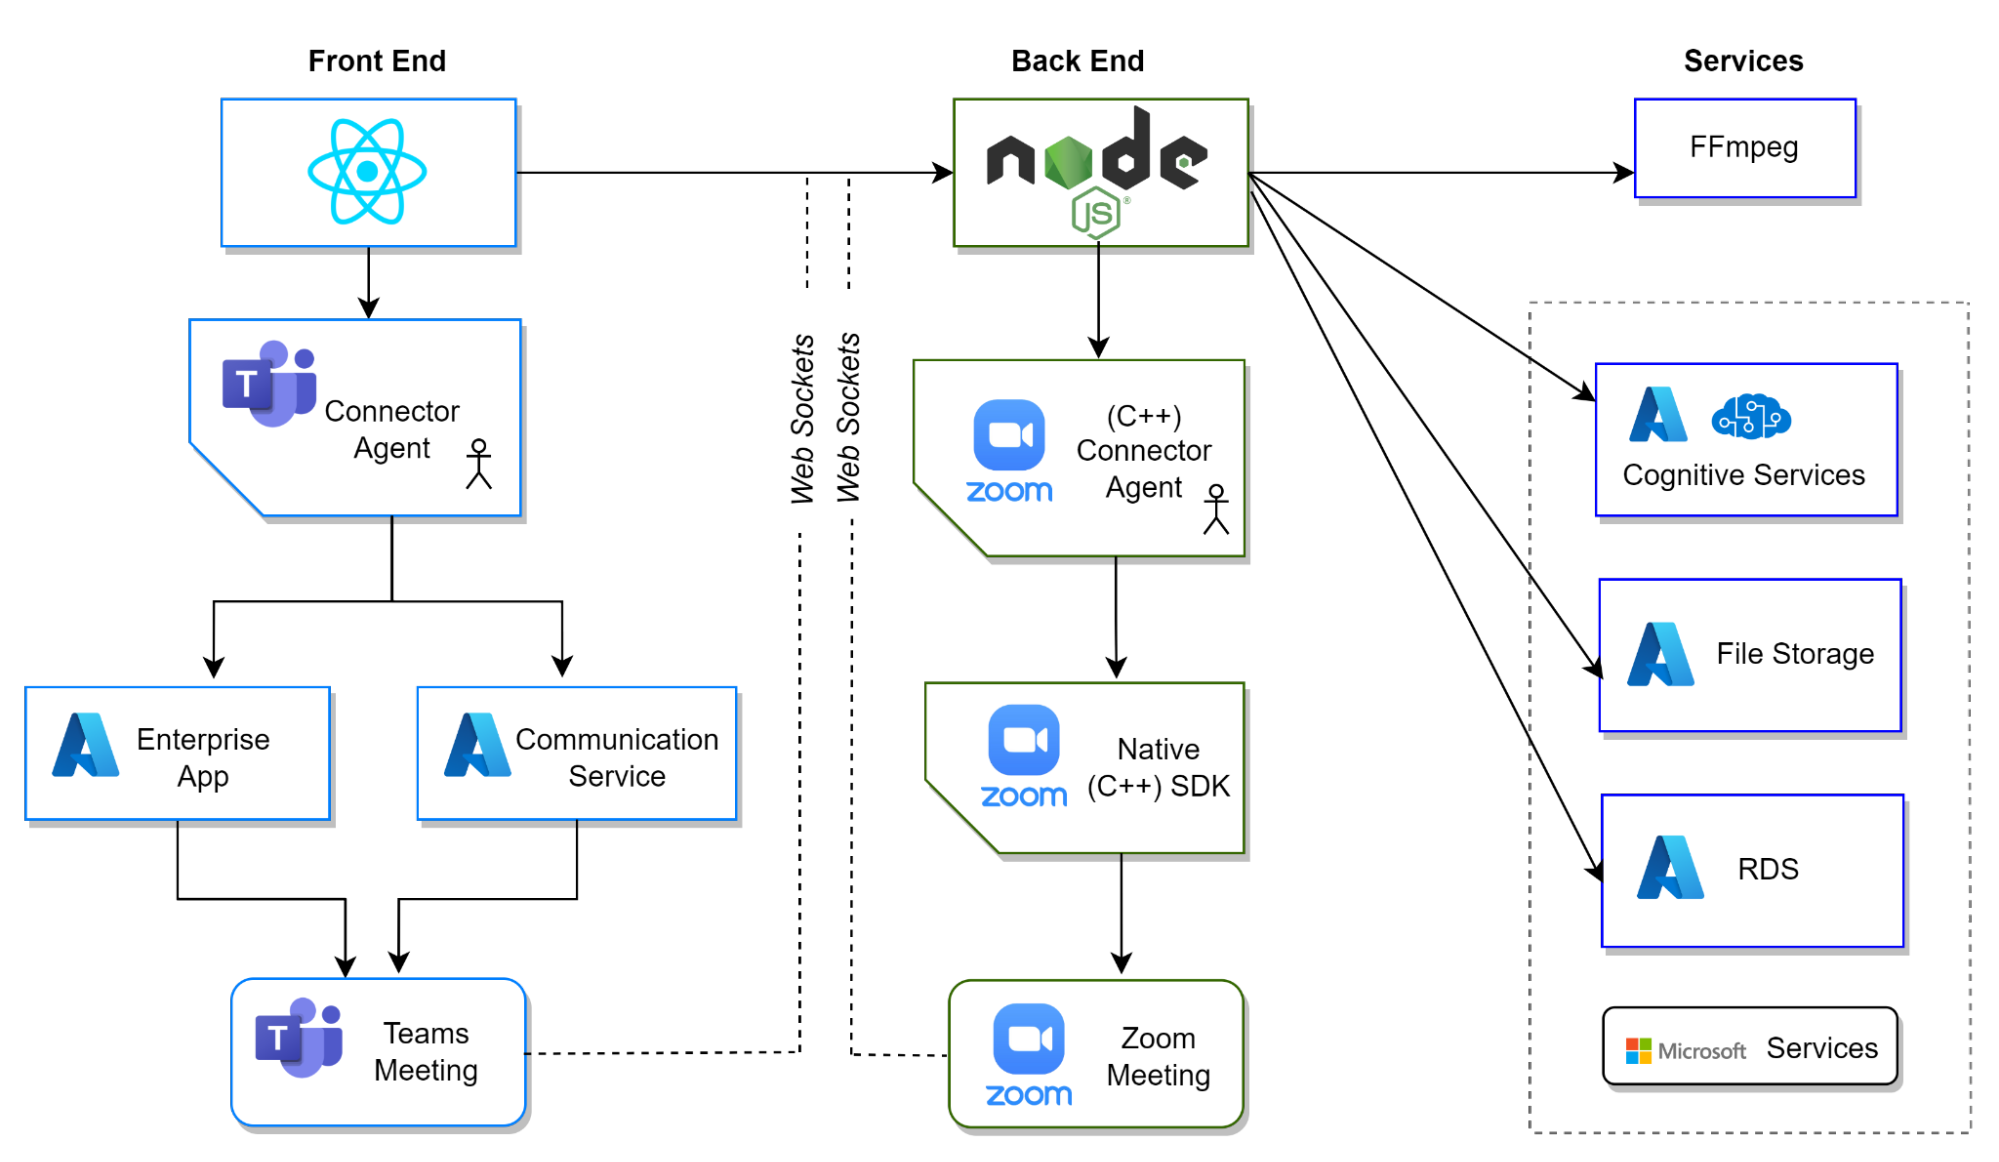 Front End
Back End
Services
node
JS
®
FFmpeg
T
Connector
Agent
Web Sockets
Web Sockets
zoom
(C++)
Connector
Agent
Cognitive Services
File Storage
Enterprise
App
Communication
Service
zoom
Native
(C++) SDK
RDS
T
Teams
Meeting
zoom
Zoom
Meeting
Microsoft Services